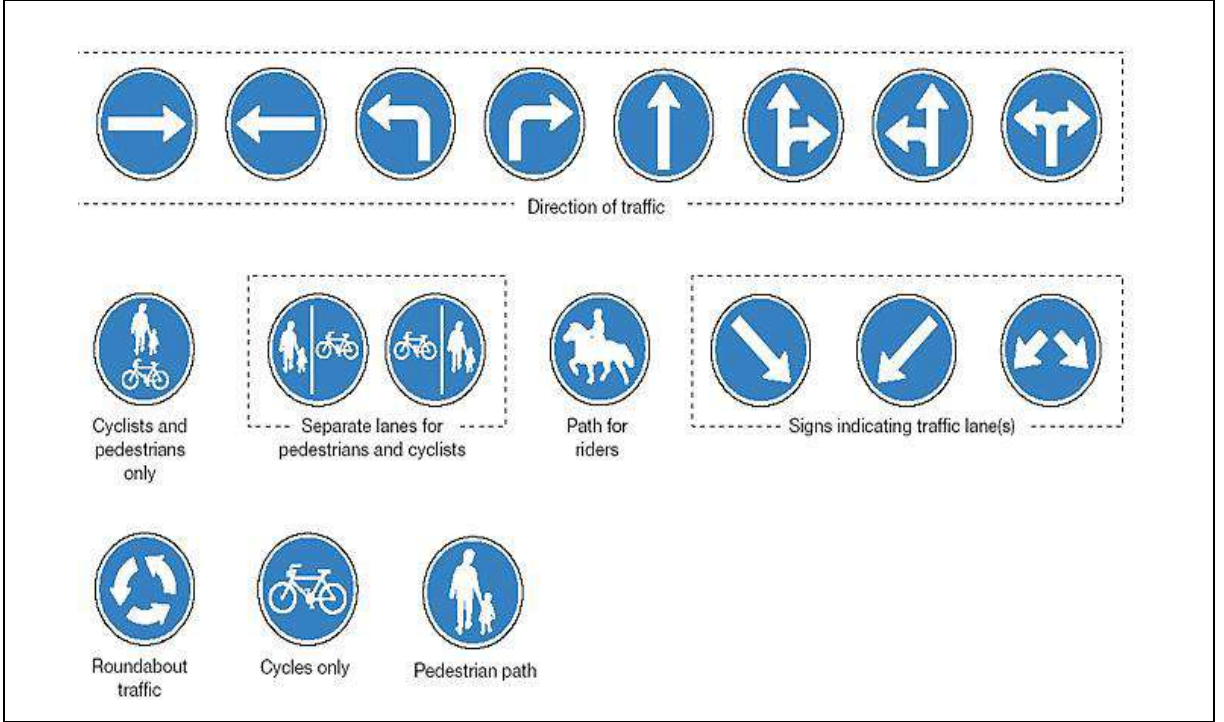 Direction of traffic
Cyclists and
pedestrians
only
Separate lanes for
pedestrians and cyclists
Path for
riders
Signs indicating traffic lane(s)
Roundabout
traffic
Cycles only
Pedestrian path